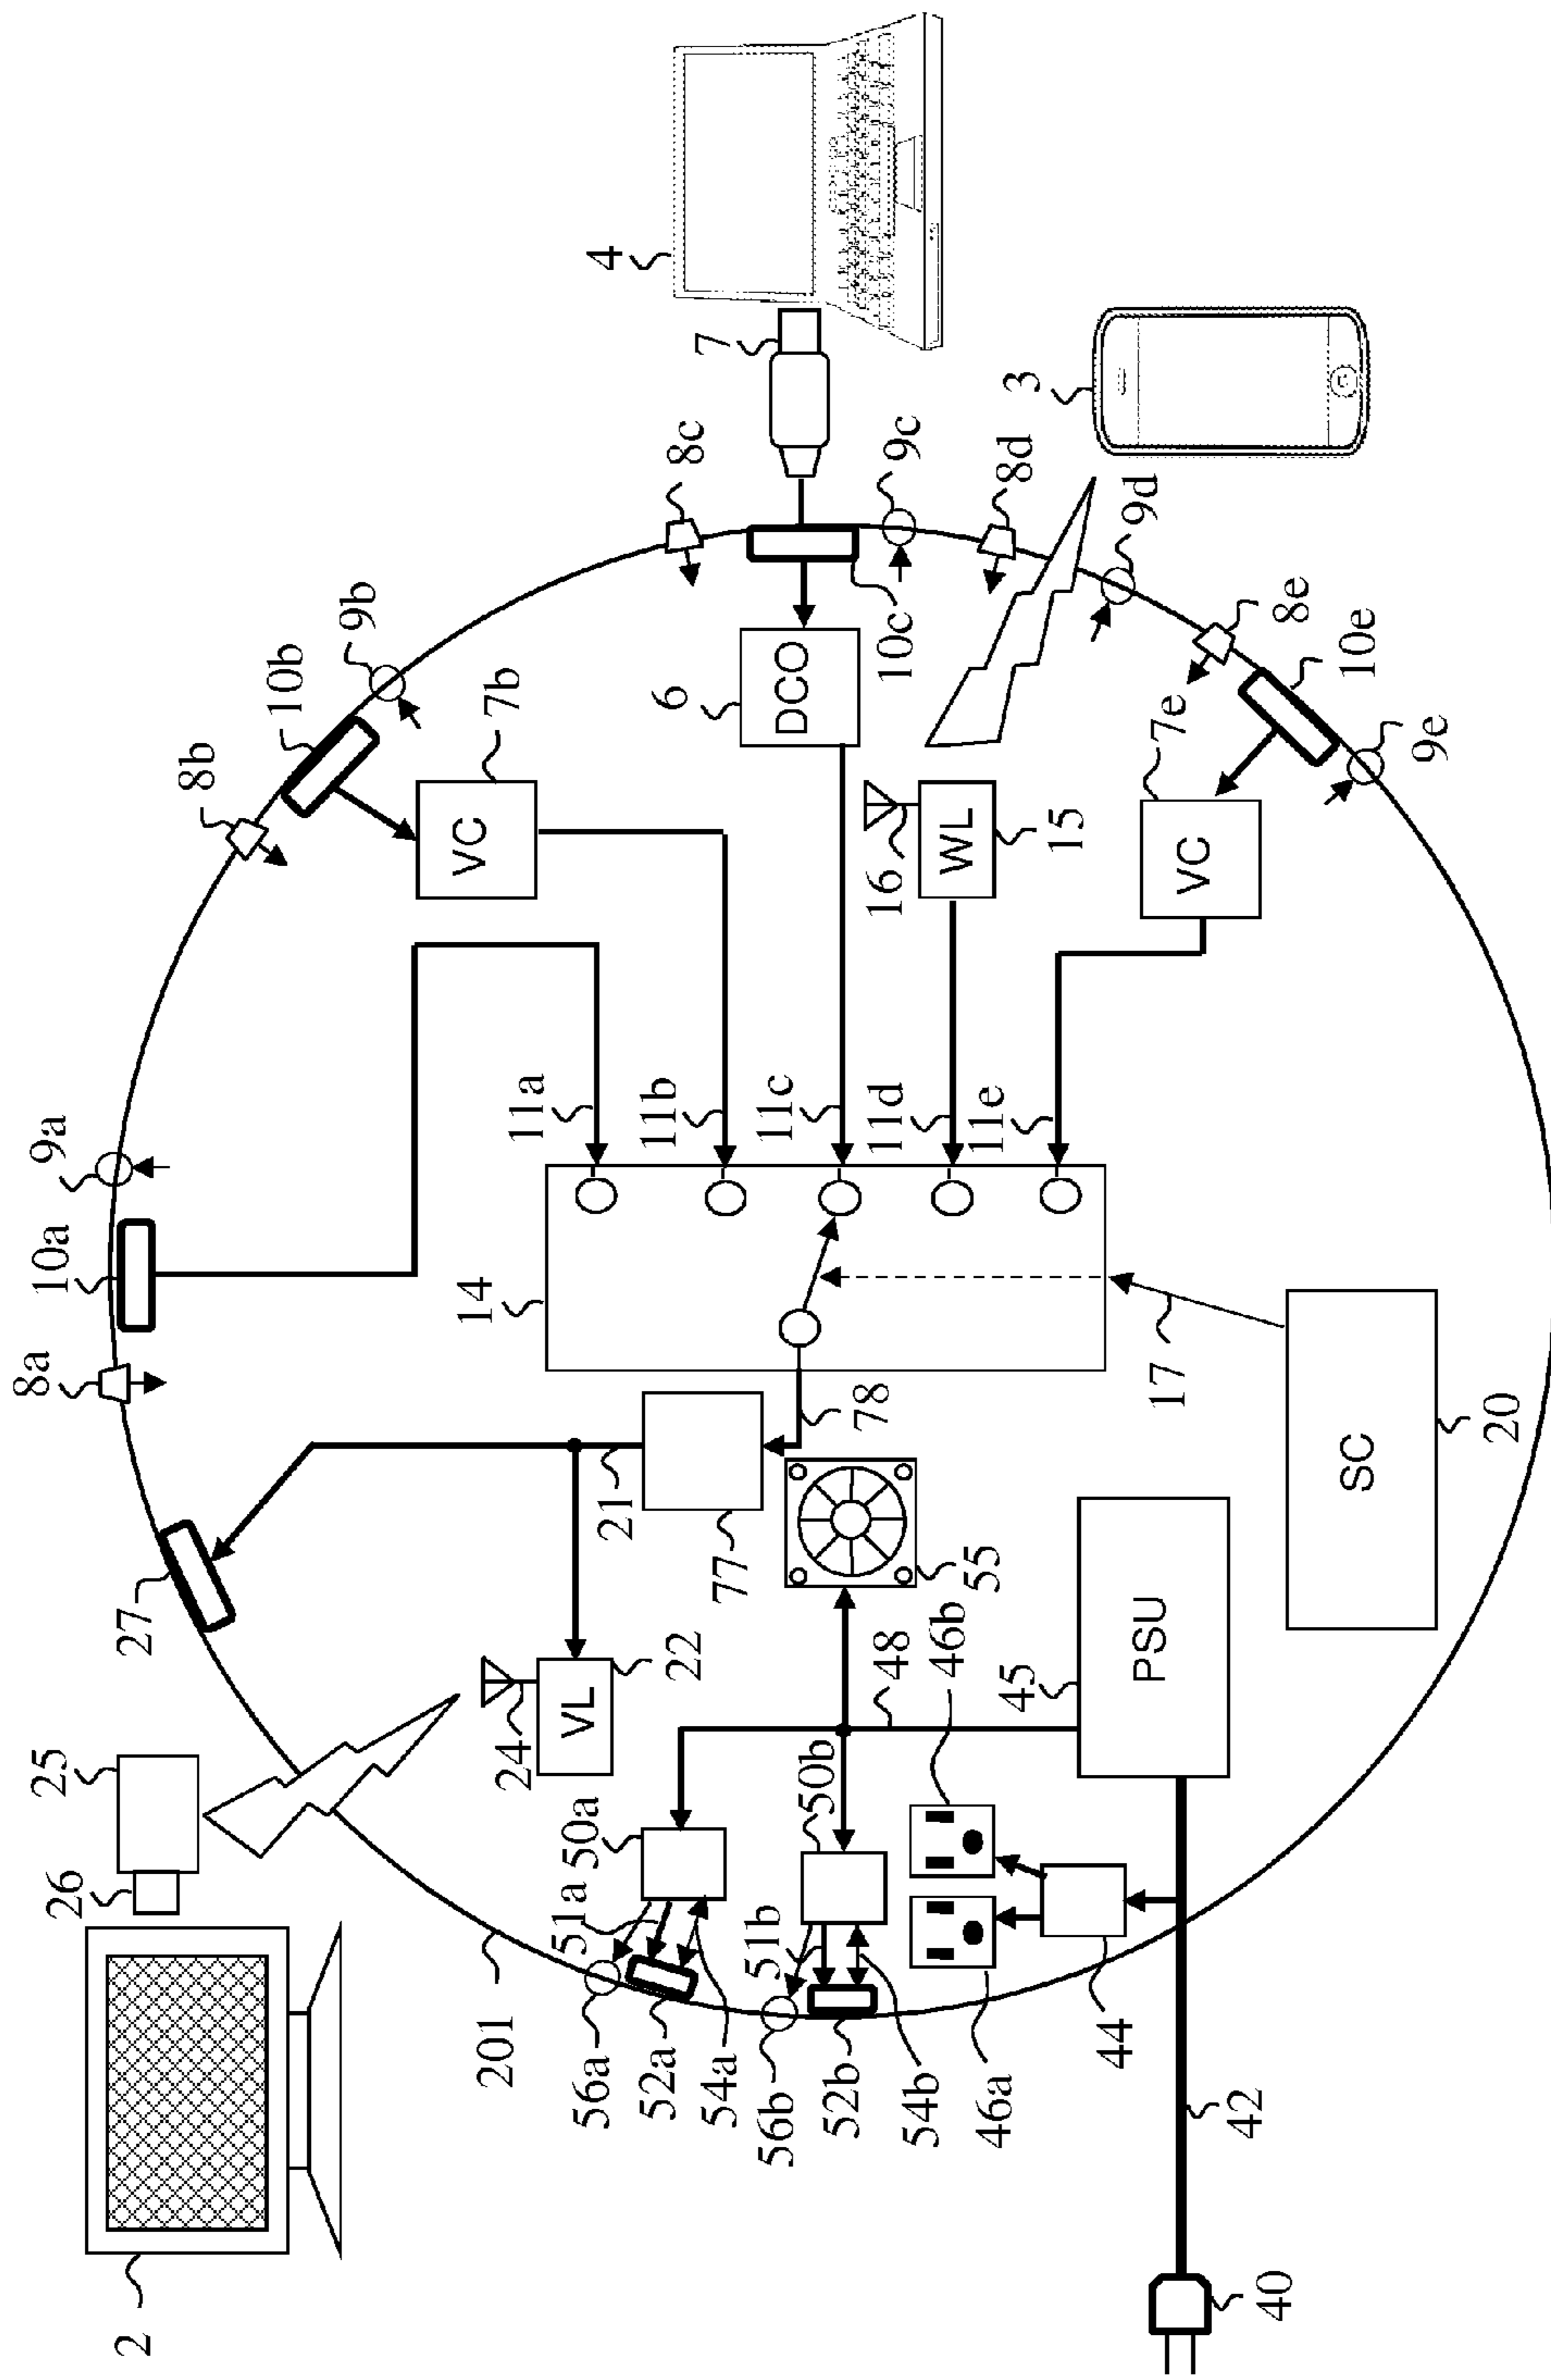 4
7
8c
3
9c
8d
9d
10c
9b
10b
8b
7b
VC
6
DCO
8e
10e
7e
9e
VC
16
WL
15
9a
10a
8a
11a
11b
11c
11d
11e
14
17
78
21
77
27
SC
20
55
46b
48
45
PSU
22
24
VL
25
26
50a
50b
51a
51b
201
56a
52a
54a
56b
52b
54b
46a
44
42
2
40